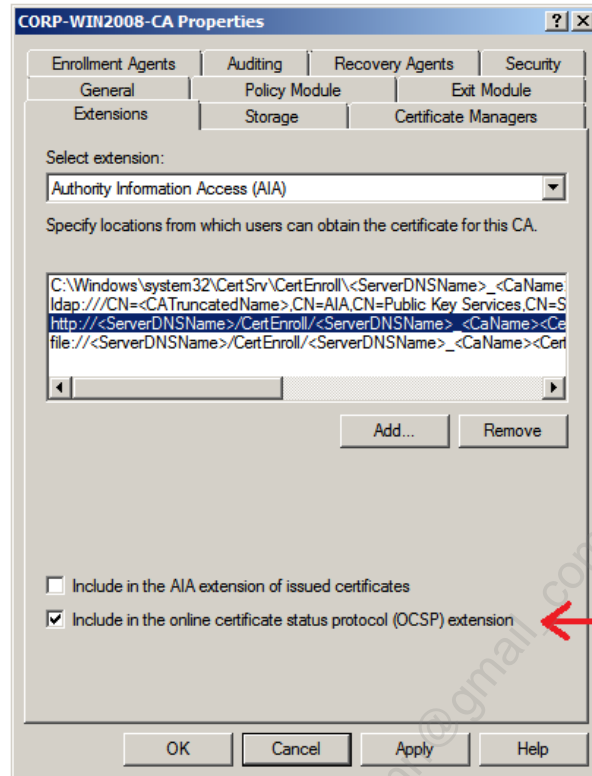 CORP-WIN2008-CA Properties
Enrollment Agents Auditing Recovery Agents Security
General Policy Module Exit Module
Extensions Storage Certificate Managers
Select extension:
Authority Information Access (AIA)
Specify locations from which users can obtain the certificate for this CA.
C:\Windows\system32\CertSrv\CertEnroll\<ServerDNSName>_<CaName
ldap:///CN=<CATruncatedName>,CN=AIA,CN=Public Key Services,CN=S
http://<ServerDNSName>/CertEnroll/<ServerDNSName>_<CaName><Ce
file://<ServerDNSName>/CertEnroll/<ServerDNSName>_<CaName><Cert
Add... Remove
Include in the AIA extension of issued certificates
Include in the online certificate status protocol (OCSP) extension
OK Cancel Apply Help